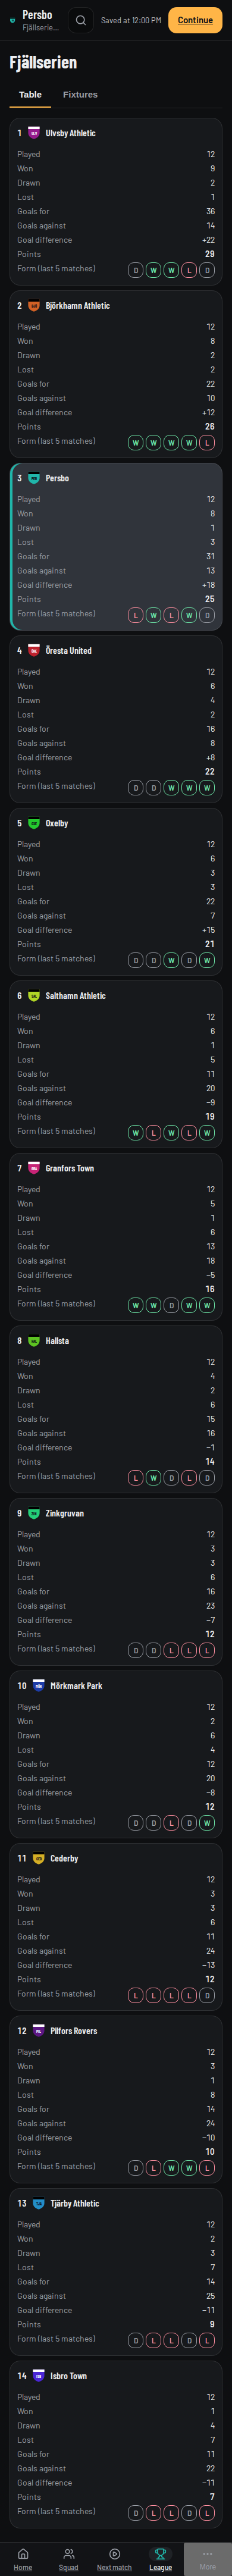 Persbo
Fjällserie...
Saved at 12:00 PM
Continue
Fjällserien
Table Fixtures
1 Ulvsby Athletic
Played 12
Won 9
Drawn 2
Lost 1
Goals for 36
Goals against 14
Goal difference +22
Points 29
Form (last 5 matches) D W W L D
2 Björkhamn Athletic
Played 12
Won 8
Drawn 2
Lost 2
Goals for 22
Goals against 10
Goal difference +12
Points 26
Form (last 5 matches) W W W W L
3 Persbo
Played 12
Won 8
Drawn 1
Lost 3
Goals for 31
Goals against 13
Goal difference +18
Points 25
Form (last 5 matches) L W L W D
4 Öresta United
Played 12
Won 6
Drawn 4
Lost 2
Goals for 16
Goals against 8
Goal difference +8
Points 22
Form (last 5 matches) D D W W W
5 Oxelby
Played 12
Won 6
Drawn 3
Lost 3
Goals for 22
Goals against 7
Goal difference +15
Points 21
Form (last 5 matches) D D W D W
6 Salthamn Athletic
Played 12
Won 6
Drawn 1
Lost 5
Goals for 11
Goals against 20
Goal difference −9
Points 19
Form (last 5 matches) W L W L W
7 Granfors Town
Played 12
Won 5
Drawn 1
Lost 6
Goals for 13
Goals against 18
Goal difference −5
Points 16
Form (last 5 matches) W W D W W
8 Hallsta
Played 12
Won 4
Drawn 2
Lost 6
Goals for 15
Goals against 16
Goal difference −1
Points 14
Form (last 5 matches) L W D L D
9 Zinkgruvan
Played 12
Won 3
Drawn 3
Lost 6
Goals for 16
Goals against 23
Goal difference −7
Points 12
Form (last 5 matches) D D L L L
10 Mörkmark Park
Played 12
Won 2
Drawn 6
Lost 4
Goals for 12
Goals against 20
Goal difference −8
Points 12
Form (last 5 matches) D D L D W
11 Cederby
Played 12
Won 3
Drawn 3
Lost 6
Goals for 11
Goals against 24
Goal difference −13
Points 12
Form (last 5 matches) L L L L D
12 Pilfors Rovers
Played 12
Won 3
Drawn 1
Lost 8
Goals for 14
Goals against 24
Goal difference −10
Points 10
Form (last 5 matches) D L W W L
13 Tjärby Athletic
Played 12
Won 2
Drawn 3
Lost 7
Goals for 14
Goals against 25
Goal difference −11
Points 9
Form (last 5 matches) D L L D L
14 Isbro Town
Played 12
Won 1
Drawn 4
Lost 7
Goals for 11
Goals against 22
Goal difference −11
Points 7
Form (last 5 matches) D L L D L
Home Squad Next match League More